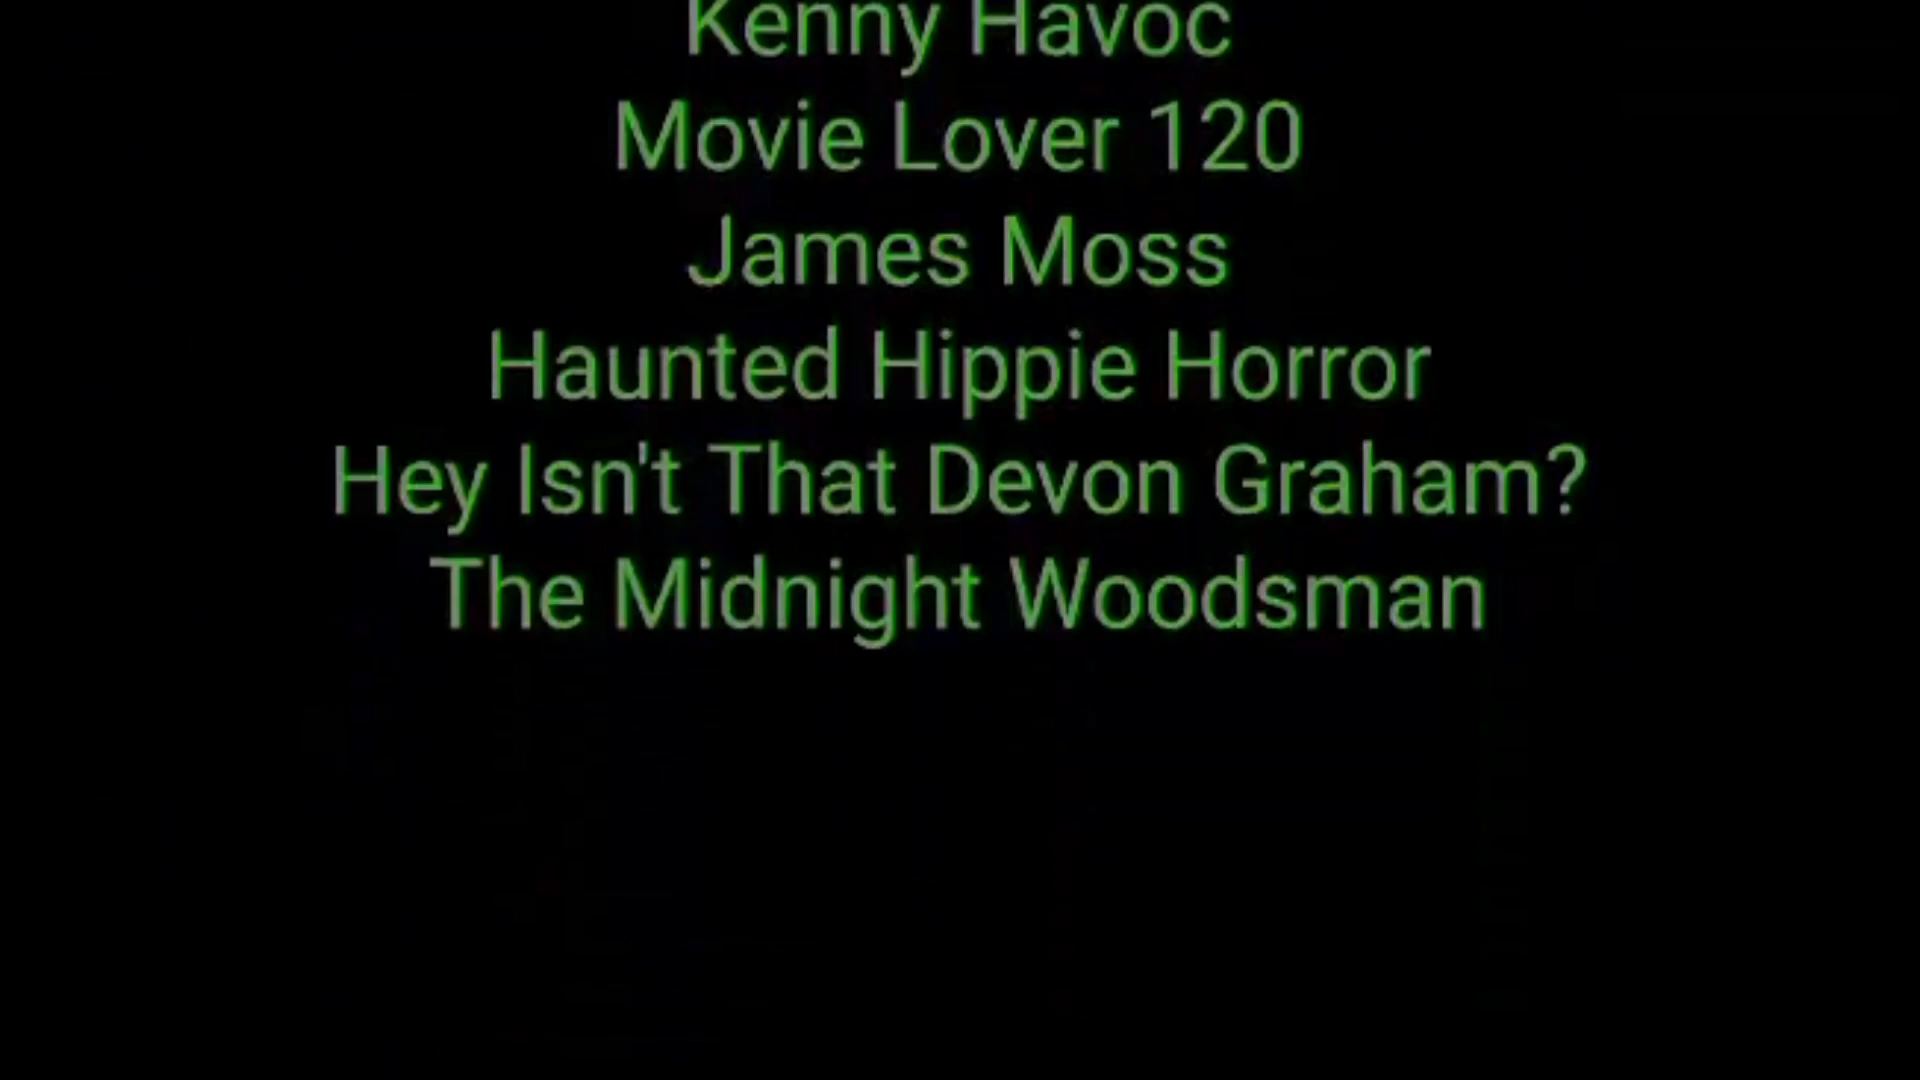 Kenny Havoc
Movie Lover 120
James Moss
Haunted Hippie Horror
Hey Isn't That Devon Graham?
The Midnight Woodsman